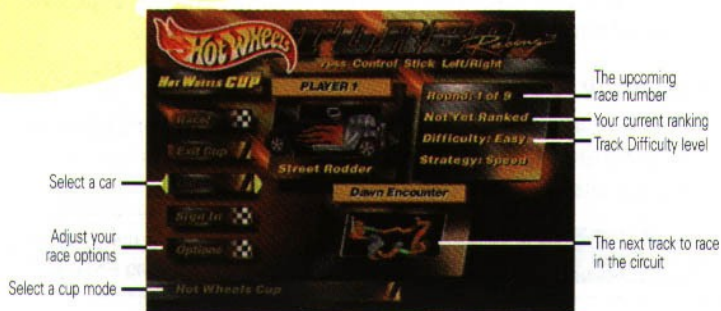 HOT WHEELS
TURBO Racing™
Press Control Stick Left/Right
HOT WHEELS CUP
PLAYER 1
Round: 1 of 9
Not Yet Ranked
Difficulty: Easy
Strategy: Speed
Race!
Exit Cup
Street Rodder
Sign In
Options
Dawn Encounter
Hot Wheels Cup
The upcoming
race number
Your current ranking
Track Difficulty level
The next track to race
in the circuit
Select a car
Adjust your
race options
Select a cup mode